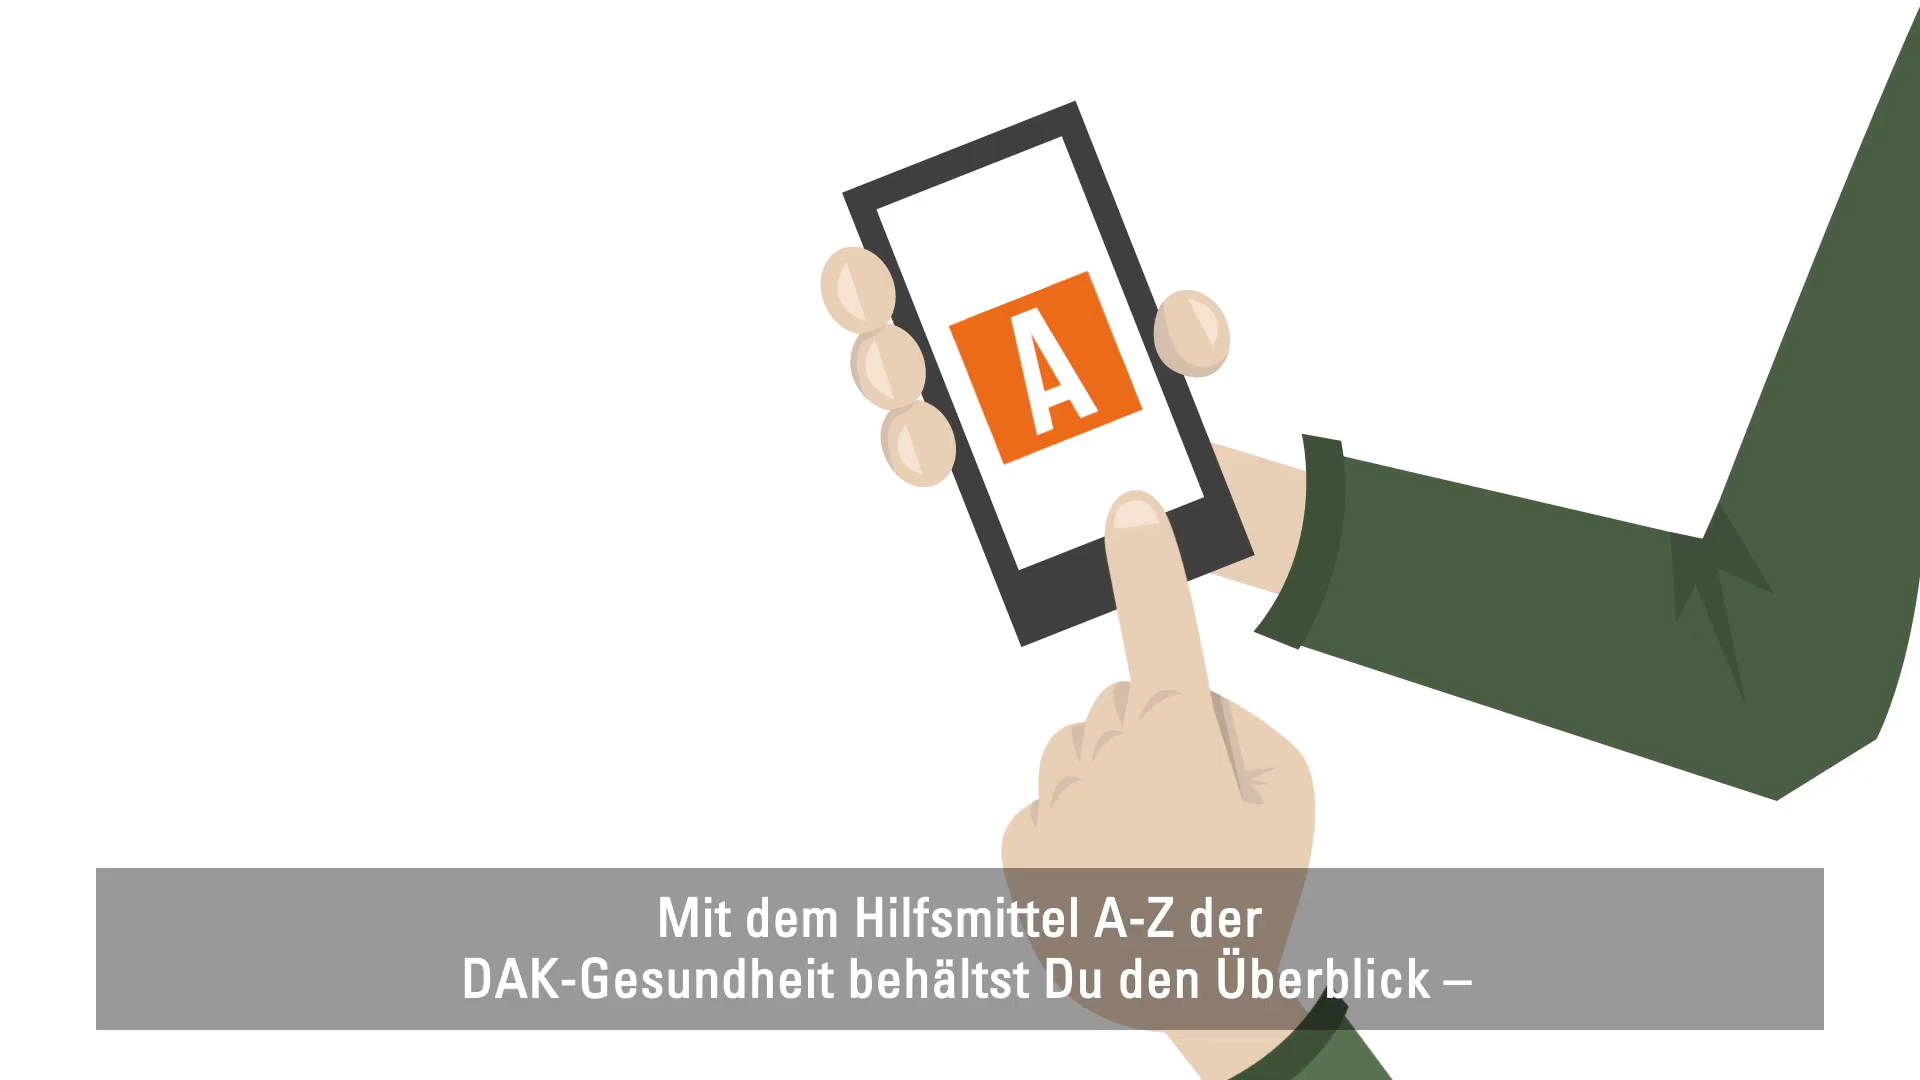 A
Mit dem Hilfsmittel A-Z der
DAK-Gesundheit behältst Du den Überblick –